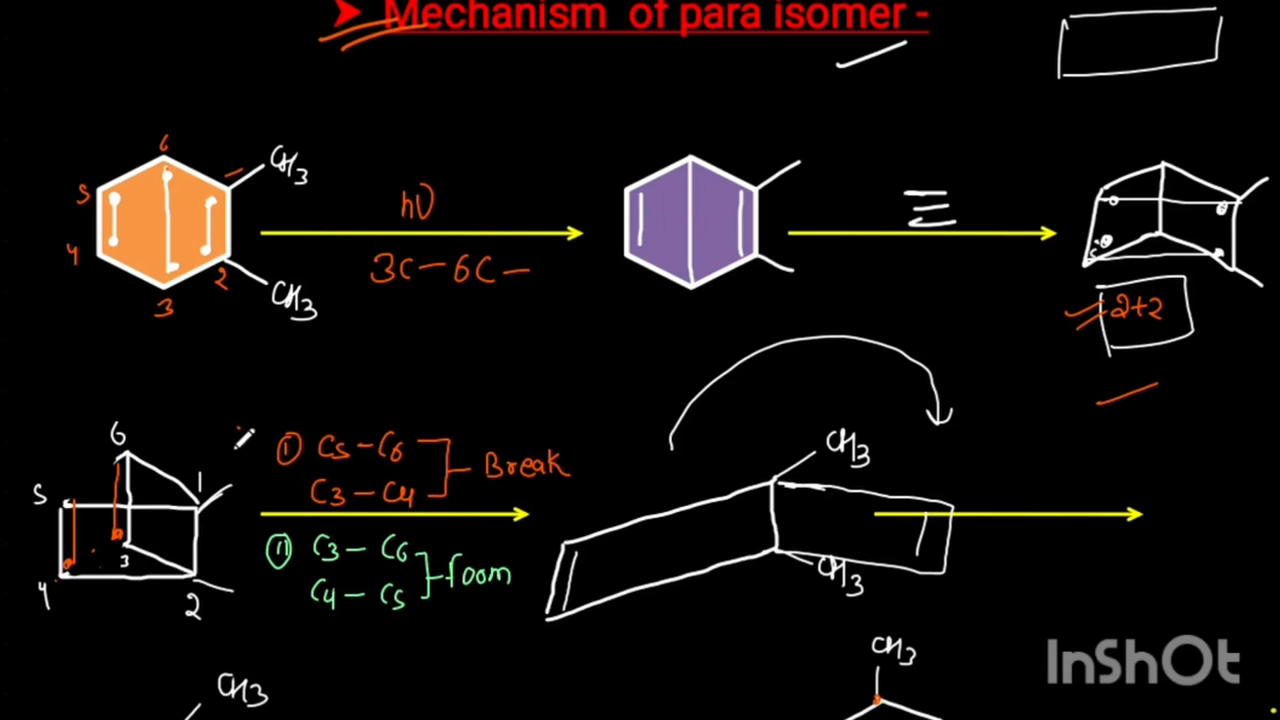 ➤ Mechanism of para isomer -
6
CH3
5
4
3
2
CH3
hν
3C - 6C -
2+2
6
5
1
4
3
2
① C5 - C6
C3 - C4
Break
② C3 - C6
C4 - C5
foom
CH3
CH3
CH3
CH3
InShOt